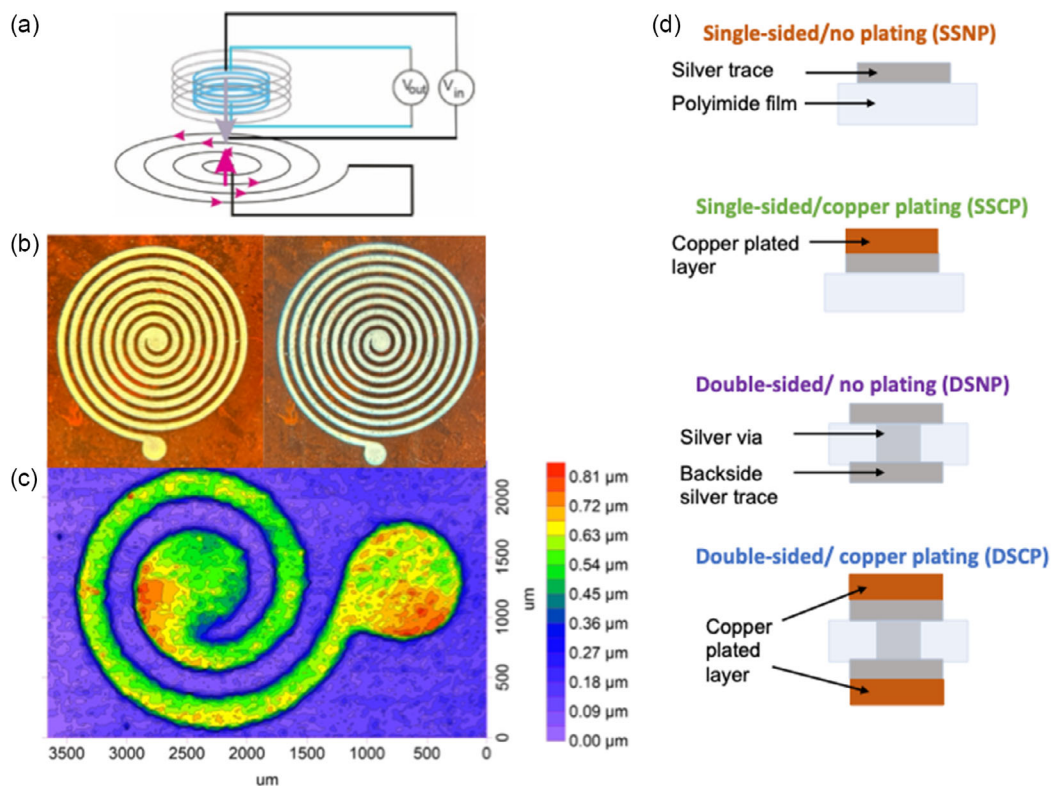 (a)
V out
V in
(b)
(c)
0.81 µm
0.72 µm
0.63 µm
0.54 µm
0.45 µm
0.36 µm
0.27 µm
0.18 µm
0.09 µm
0.00 µm
2000
1500
1000
500
0
um
3500
3000
2500
2000
1500
1000
500
0
um
(d)
Single-sided/no plating (SSNP)
Silver trace
Polyimide film
Single-sided/copper plating (SSCP)
Copper plated
layer
Double-sided/ no plating (DSNP)
Silver via
Backside
silver trace
Double-sided/ copper plating (DSCP)
Copper
plated
layer